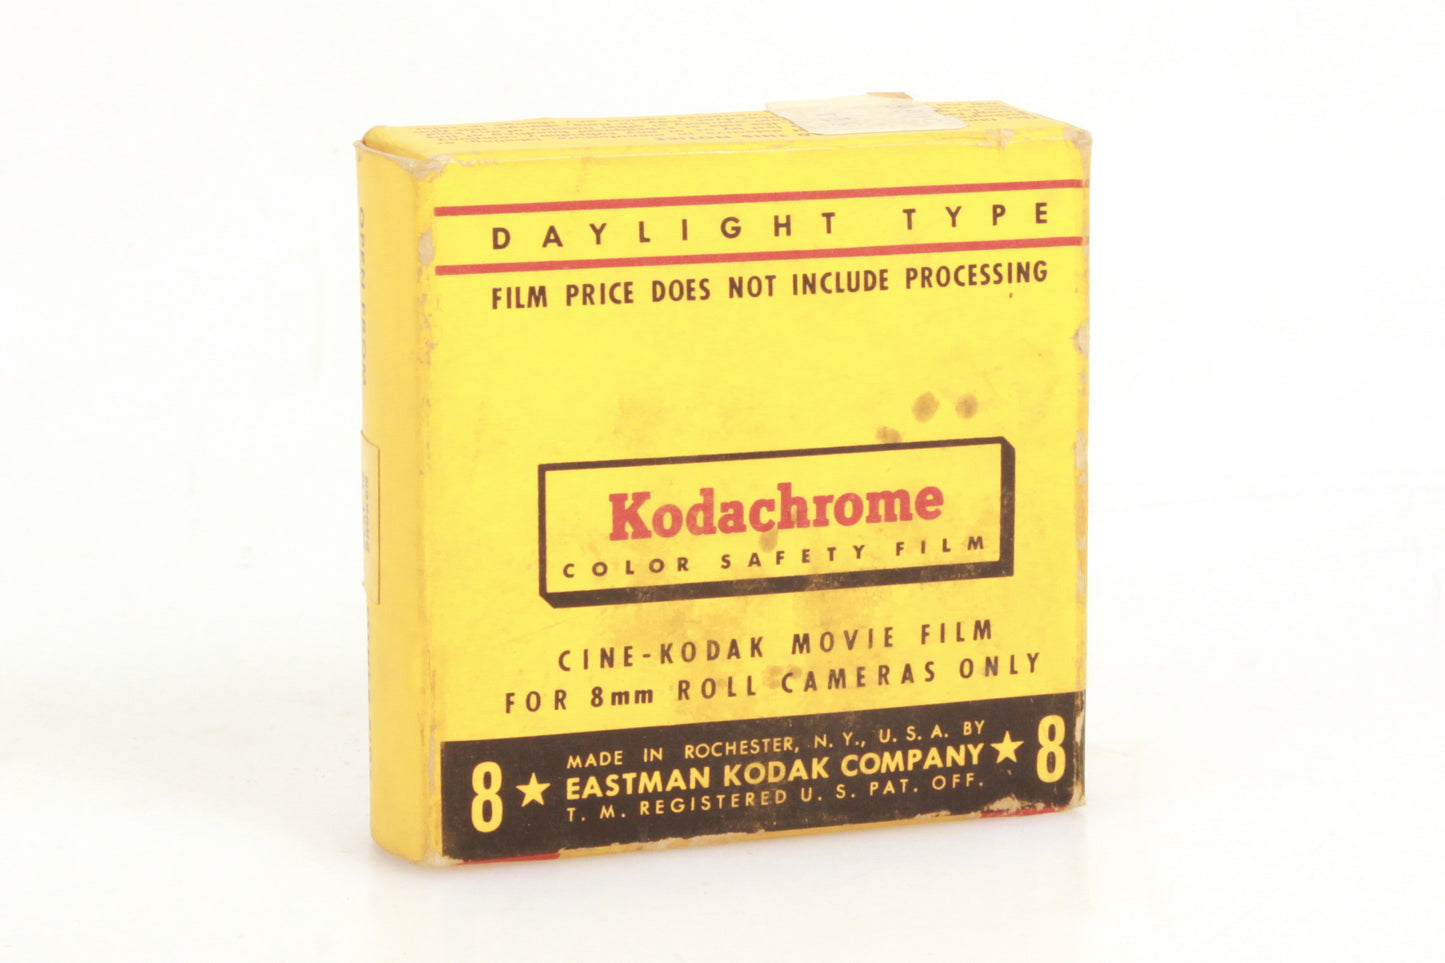 DAYLIGHT TYPE
FILM PRICE DOES NOT INCLUDE PROCESSING
Kodachrome
COLOR SAFETY FILM
CINE-KODAK MOVIE FILM
FOR 8mm ROLL CAMERAS ONLY
8 ★ MADE IN ROCHESTER, N. Y., U. S. A. BY ★ 8
EASTMAN KODAK COMPANY
T. M. REGISTERED U. S. PAT. OFF.